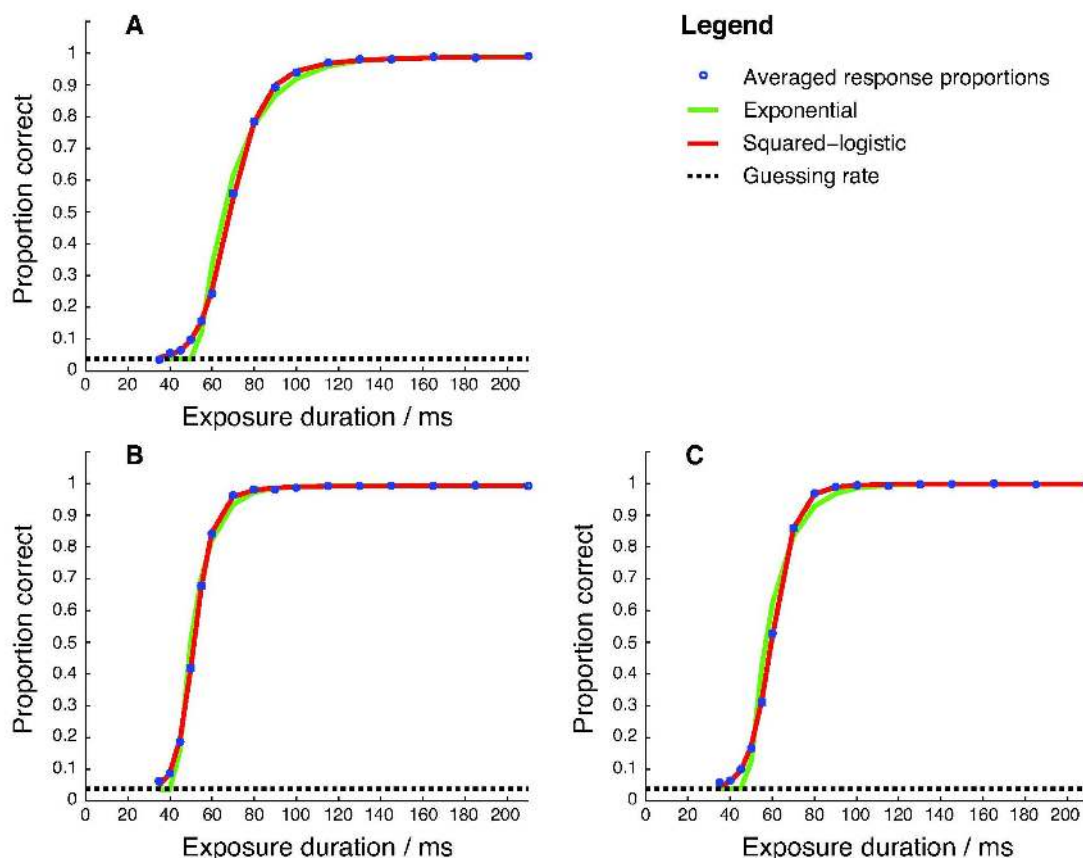 A
1
0.9
0.8
0.7
0.6
0.5
0.4
0.3
0.2
0.1
0
Proportion correct
0 20 40 60 80 100 120 140 160 180 200
Exposure duration / ms
Legend
Averaged response proportions
Exponential
Squared-logistic
Guessing rate
B
1
0.9
0.8
0.7
0.6
0.5
0.4
0.3
0.2
0.1
0
Proportion correct
0 20 40 60 80 100 120 140 160 180 200
Exposure duration / ms
C
1
0.9
0.8
0.7
0.6
0.5
0.4
0.3
0.2
0.1
0
Proportion correct
0 20 40 60 80 100 120 140 160 180 200
Exposure duration / ms